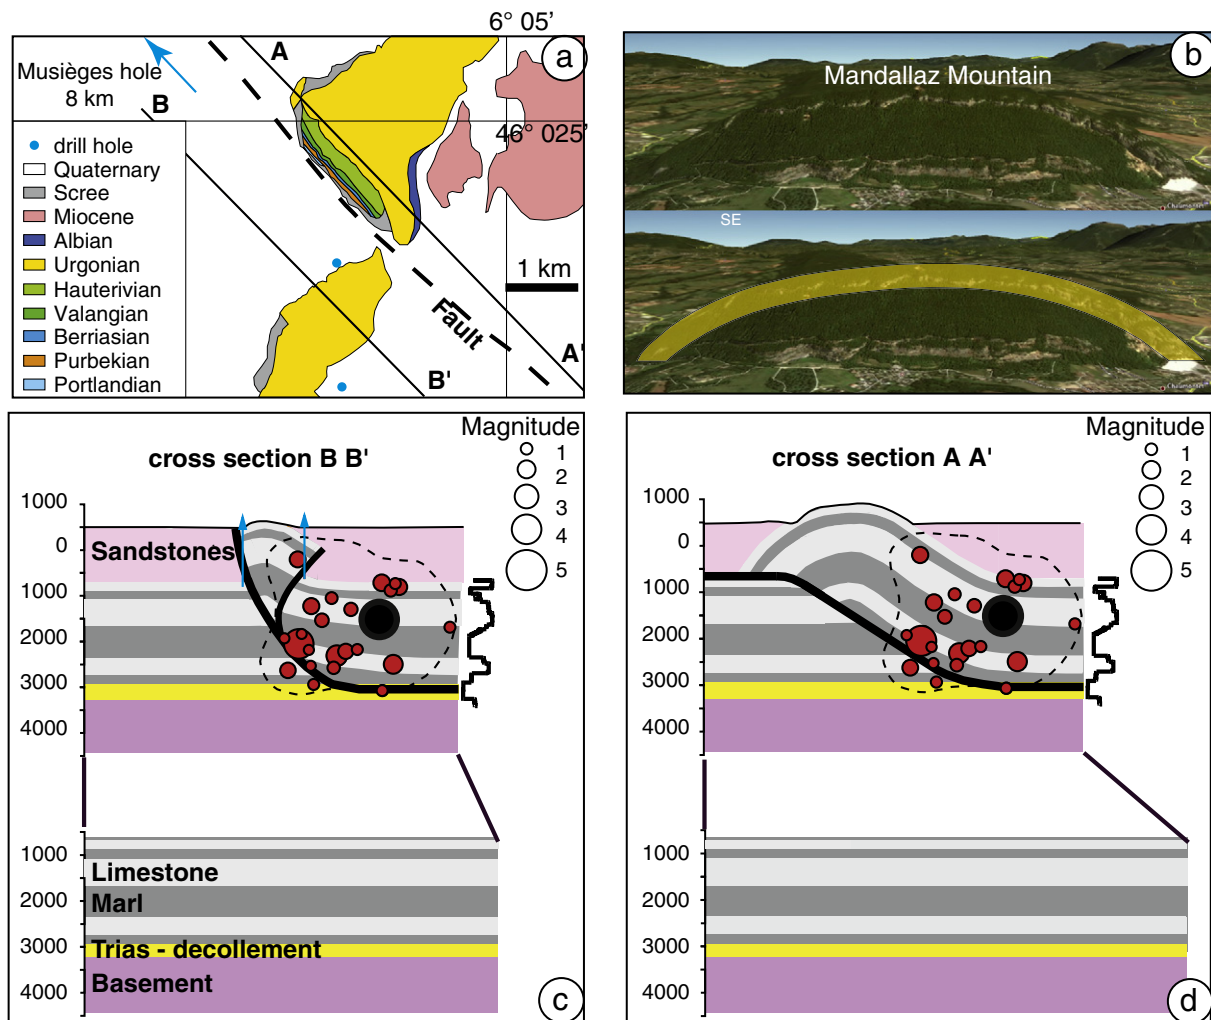 6° 05'
A
a
Musièges hole
8 km
B
46° 025'
drill hole
Quaternary
Scree
Miocene
Albian
Urgonian
Hauterivian
Valangian
Berriasian
Purbekian
Portlandian
1 km
Fault
A'
B'
b
Mandallaz Mountain
SE
Magnitude
cross section B B'
1
2
3
4
5
1000
0
1000
2000
3000
4000
Sandstones
1000
2000
3000
4000
Limestone
Marl
Trias - decollement
Basement
c
Magnitude
cross section A A'
1
2
3
4
5
1000
0
1000
2000
3000
4000
1000
2000
3000
4000
d